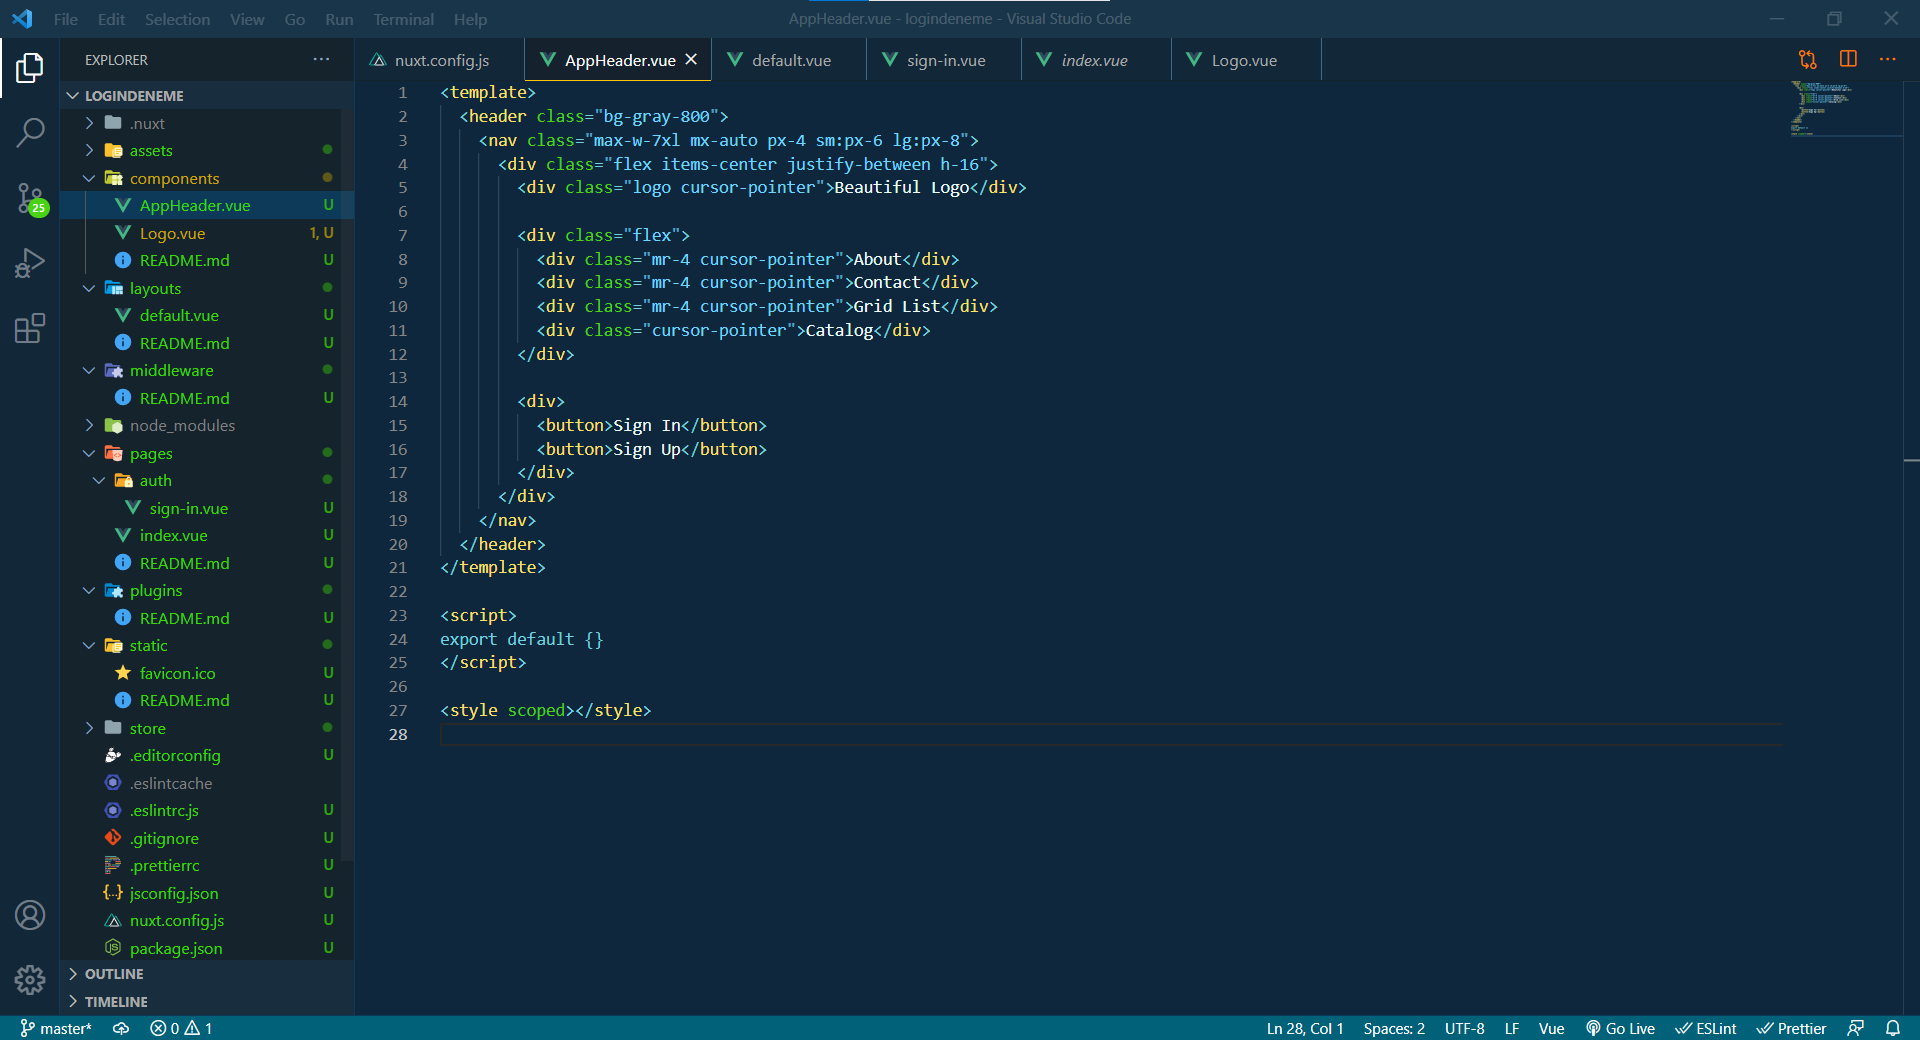 File Edit Selection View Go Run Terminal Help
AppHeader.vue - logindeneme - Visual Studio Code
EXPLORER
LOGINDENEME
.nuxt
assets
components
AppHeader.vue U
Logo.vue 1, U
README.md U
layouts
default.vue U
README.md U
middleware
README.md U
node_modules
pages
auth
sign-in.vue U
index.vue U
README.md U
plugins
README.md U
static
favicon.ico U
README.md U
store
.editorconfig U
.eslintcache
.eslintrc.js U
.gitignore U
.prettierrc U
jsconfig.json U
nuxt.config.js U
package.json U
OUTLINE
TIMELINE
25
nuxt.config.js AppHeader.vue default.vue sign-in.vue index.vue Logo.vue
1 <template>
2   <header class="bg-gray-800">
3     <nav class="max-w-7xl mx-auto px-4 sm:px-6 lg:px-8">
4       <div class="flex items-center justify-between h-16">
5         <div class="logo cursor-pointer">Beautiful Logo</div>
6
7         <div class="flex">
8           <div class="mr-4 cursor-pointer">About</div>
9           <div class="mr-4 cursor-pointer">Contact</div>
10           <div class="mr-4 cursor-pointer">Grid List</div>
11           <div class="cursor-pointer">Catalog</div>
12         </div>
13
14         <div>
15           <button>Sign In</button>
16           <button>Sign Up</button>
17         </div>
18       </div>
19     </nav>
20   </header>
21 </template>
22
23 <script>
24 export default {}
25 </script>
26
27 <style scoped></style>
28
master* 0 1 Ln 28, Col 1 Spaces: 2 UTF-8 LF Vue Go Live ESLint Prettier